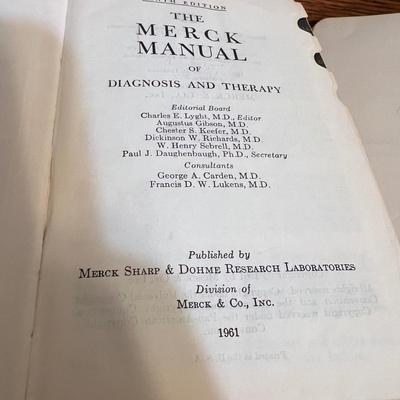 EDITION
THE
MERCK
MANUAL
OF
DIAGNOSIS AND THERAPY
Editorial Board
Charles E. Lyght, M.D., Editor
Augustus Gibson, M.D.
Chester S. Keefer, M.D.
Dickinson W. Richards, M.D.
W. Henry Sebrell, M.D.
Paul J. Daughenbaugh, Ph.D., Secretary
Consultants
George A. Carden, M.D.
Francis D. W. Lukens, M.D.
Published by
Merck Sharp & Dohme Research Laboratories
Division of
Merck & Co., Inc.
1961